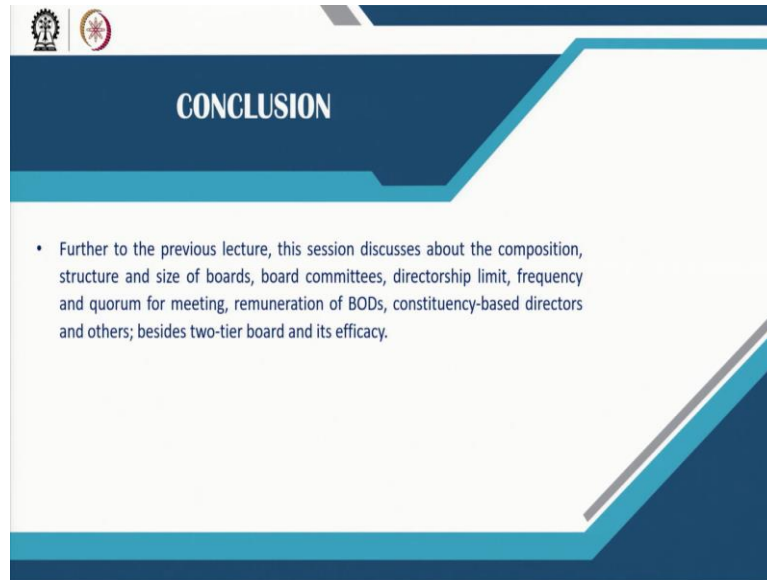 CONCLUSION
• Further to the previous lecture, this session discusses about the composition,
structure and size of boards, board committees, directorship limit, frequency
and quorum for meeting, remuneration of BODs, constituency-based directors
and others; besides two-tier board and its efficacy.